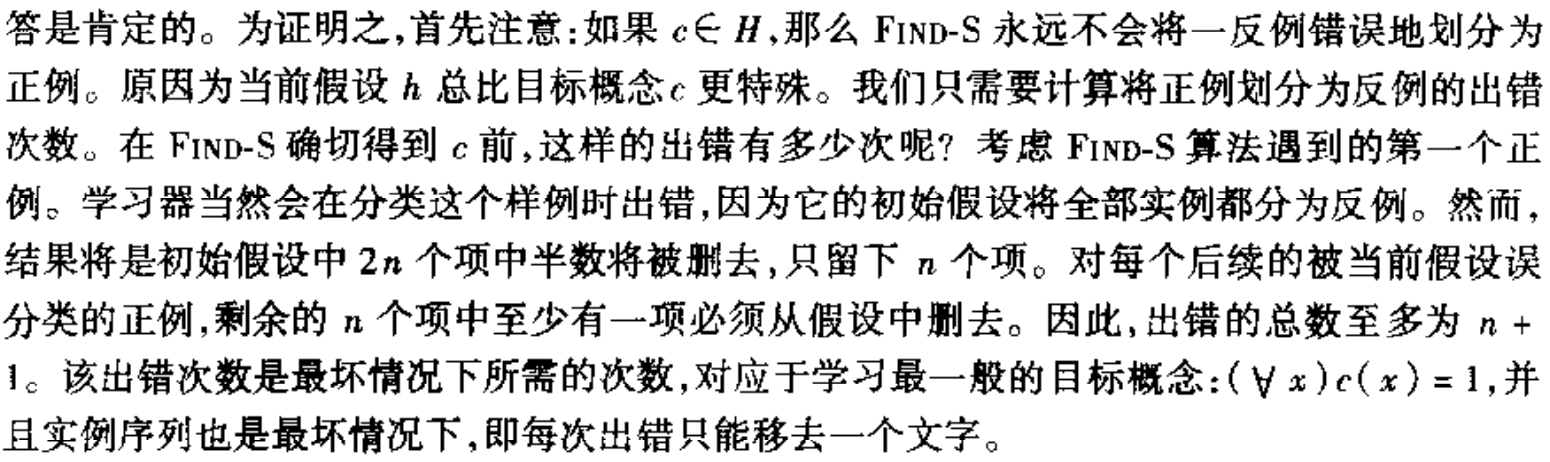 答是肯定的。为证明之,首先注意:如果 c∈ H,那么 FIND-S 永远不会将一反例错误地划分为
正例。原因为当前假设 h 总比目标概念 c 更特殊。我们只需要计算将正例划分为反例的出错
次数。在 FIND-S 确切得到 c 前,这样的出错有多少次呢? 考虑 FIND-S 算法遇到的第一个正
例。学习器当然会在分类这个样例时出错,因为它的初始假设将全部实例都分为反例。然而,
结果将是初始假设中 2n 个项中半数将被删去,只留下 n 个项。对每个后续的被当前假设误
分类的正例,剩余的 n 个项中至少有一项必须从假设中删去。因此,出错的总数至多为 n +
1。该出错次数是最坏情况下所需的次数,对应于学习最一般的目标概念:(∀x)c(x) = 1,并
且实例序列也是最坏情况下,即每次出错只能移去一个文字。